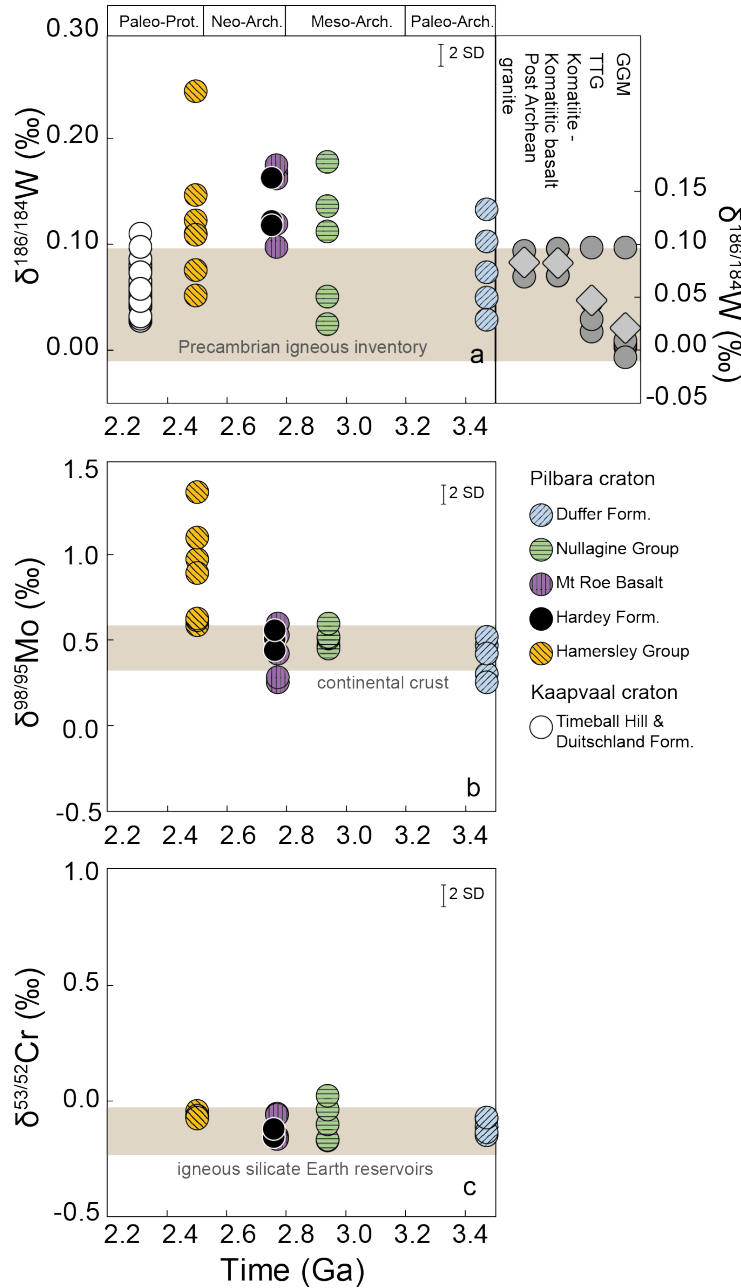 Paleo-Prot. Neo-Arch. Meso-Arch. Paleo-Arch.
0.30
0.20
0.10
0.00
δ186/184W (‰)
2 SD
Precambrian igneous inventory
a
Post Archean
granite
Komatiite -
Komatiitic basalt
TTG
GGM
0.15
0.10
0.05
0.00
-0.05
δ186/184W (‰)
2.2 2.4 2.6 2.8 3.0 3.2 3.4
1.5
1.0
0.5
0.0
-0.5
δ98/95Mo (‰)
2 SD
continental crust
b
2.2 2.4 2.6 2.8 3.0 3.2 3.4
Pilbara craton
Duffer Form.
Nullagine Group
Mt Roe Basalt
Hardey Form.
Hamersley Group
Kaapvaal craton
Timeball Hill &
Duitschland Form.
1.0
0.5
0.0
-0.5
δ53/52Cr (‰)
2 SD
igneous silicate Earth reservoirs
c
2.2 2.4 2.6 2.8 3.0 3.2 3.4
Time (Ga)